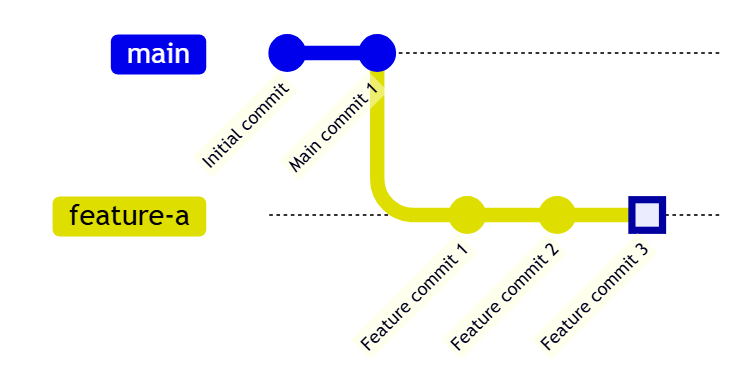 main
Initial commit
Main commit 1
feature-a
Feature commit 1
Feature commit 2
Feature commit 3